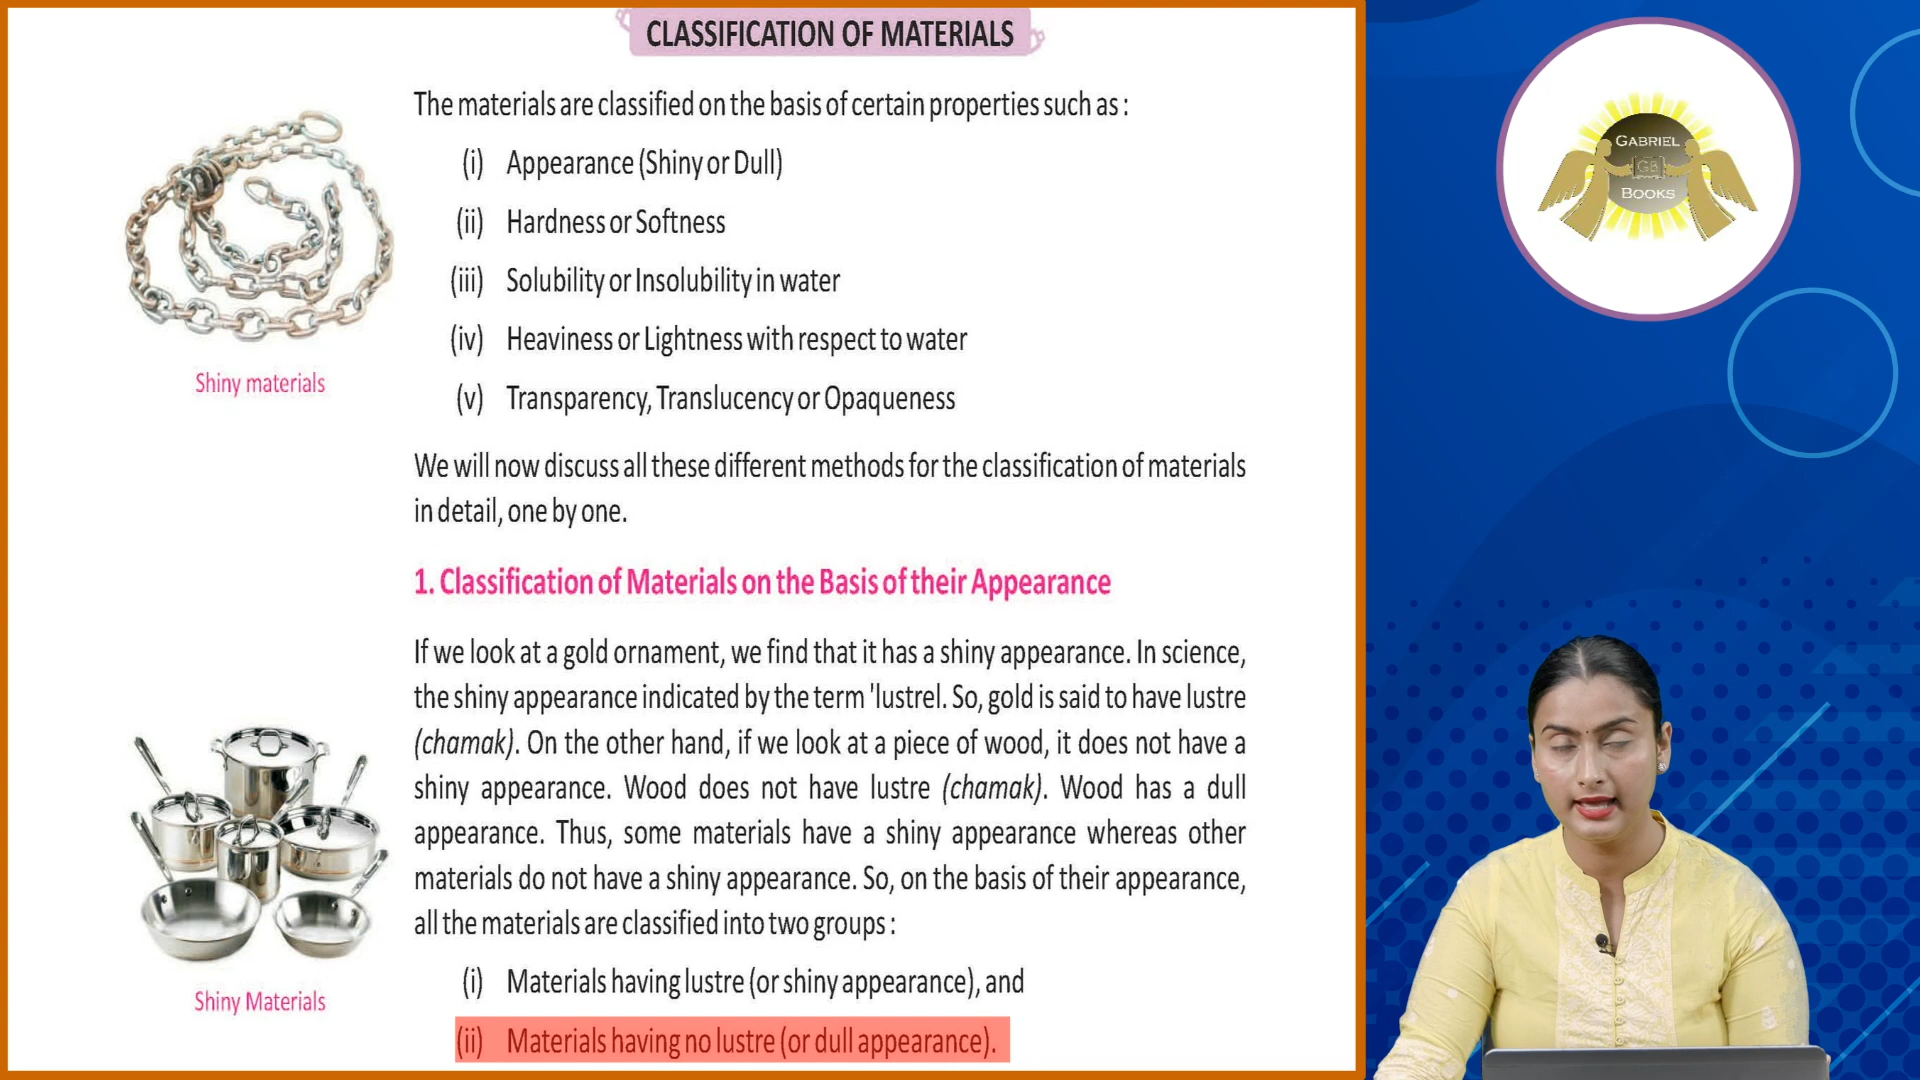 CLASSIFICATION OF MATERIALS
The materials are classified on the basis of certain properties such as :
(i) Appearance (Shiny or Dull)
(ii) Hardness or Softness
(iii) Solubility or Insolubility in water
(iv) Heaviness or Lightness with respect to water
(v) Transparency, Translucency or Opaqueness
Shiny materials
We will now discuss all these different methods for the classification of materials
in detail, one by one.
1. Classification of Materials on the Basis of their Appearance
If we look at a gold ornament, we find that it has a shiny appearance. In science,
the shiny appearance indicated by the term 'lustrel. So, gold is said to have lustre
(chamak). On the other hand, if we look at a piece of wood, it does not have a
shiny appearance. Wood does not have lustre (chamak). Wood has a dull
appearance. Thus, some materials have a shiny appearance whereas other
materials do not have a shiny appearance. So, on the basis of their appearance,
all the materials are classified into two groups :
(i) Materials having lustre (or shiny appearance), and
(ii) Materials having no lustre (or dull appearance).
Shiny Materials
GABRIEL
GB
BOOKS